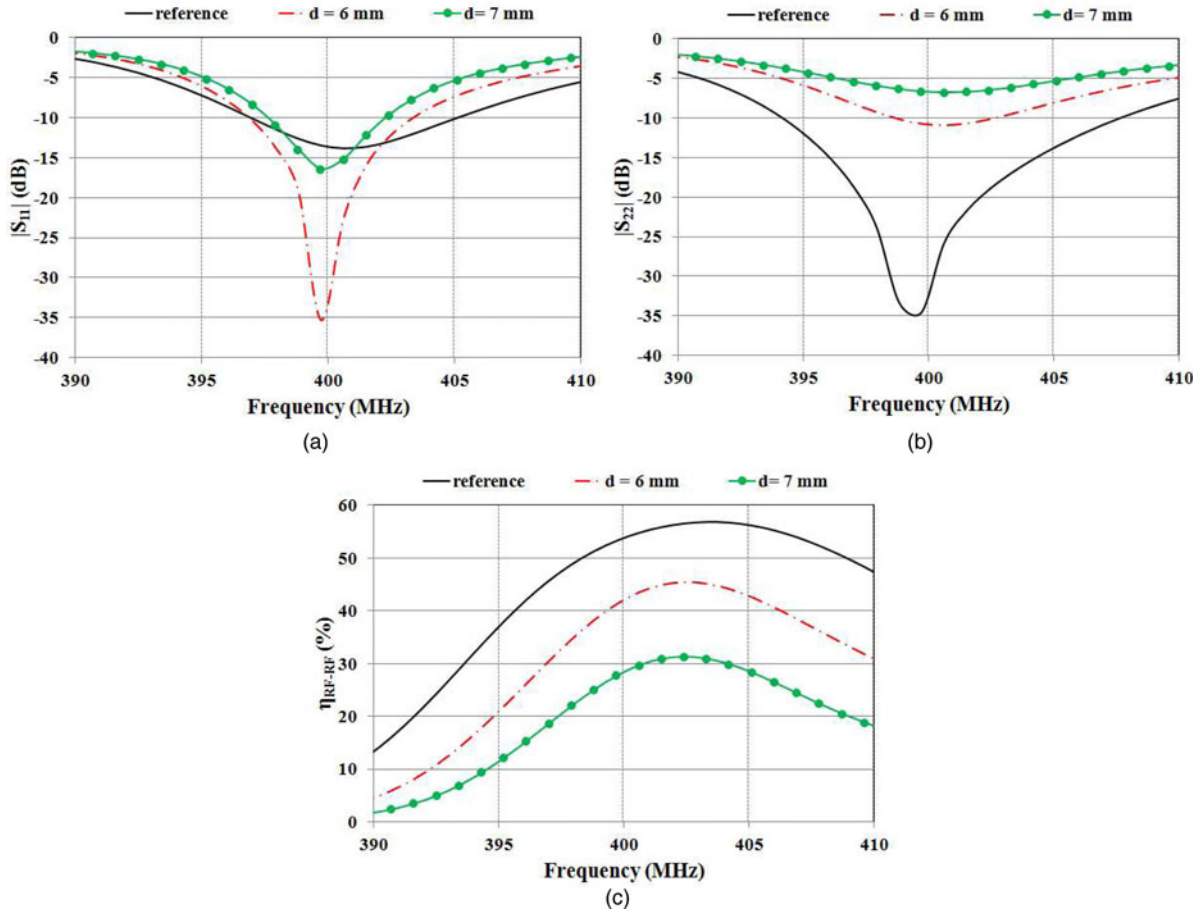 reference d = 6 mm d= 7 mm
0
-5
-10
-15
-20
-25
-30
-35
-40
|S11| (dB)
390 395 400 405 410
Frequency (MHz)
(a)
reference d = 6 mm d= 7 mm
0
-5
-10
-15
-20
-25
-30
-35
-40
|S22| (dB)
390 395 400 405 410
Frequency (MHz)
(b)
reference d = 6 mm d= 7 mm
60
50
40
30
20
10
0
ηRF-RF (%)
390 395 400 405 410
Frequency (MHz)
(c)